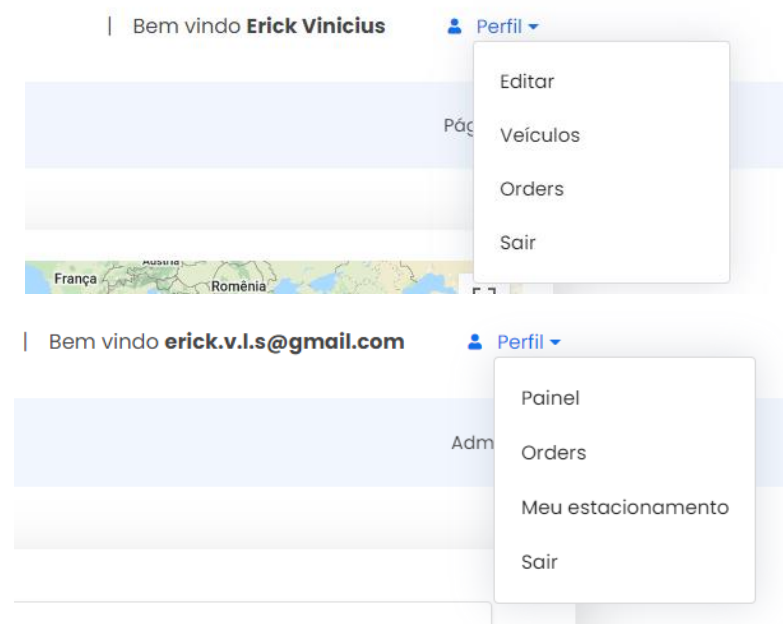 | Bem vindo Erick Vinicius Perfil
Editar
Pág
Veículos
Orders
Sair
Austria
França
Romênia
| Bem vindo erick.v.l.s@gmail.com Perfil
Painel
Adm
Orders
Meu estacionamento
Sair